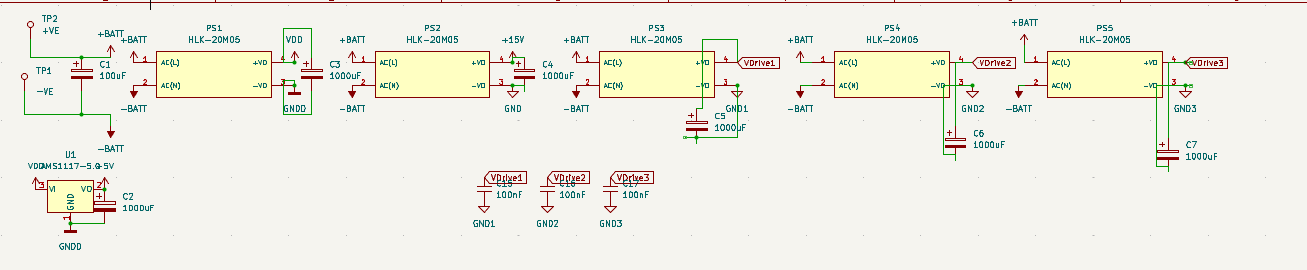 TP2
+VE
TP1
-VE
+BATT
C1
100uF
-BATT
+BATT
-BATT
PS1
HLK-20M05
1
AC(L)
+VO
4
2
AC(N)
-VO
3
VDD
C3
1000uF
GNDD
+BATT
-BATT
PS2
HLK-20M05
1
AC(L)
+VO
4
2
AC(N)
-VO
3
+15V
C4
1000uF
GND
+BATT
-BATT
PS3
HLK-20M05
1
AC(L)
+VO
4
2
AC(N)
-VO
3
VDrive1
GND1
C5
1000uF
+BATT
-BATT
PS4
HLK-20M05
1
AC(L)
+VO
4
2
AC(N)
-VO
3
VDrive2
GND2
C6
1000uF
+BATT
-BATT
PS5
HLK-20M05
1
AC(L)
+VO
4
2
AC(N)
-VO
3
VDrive3
GND3
C7
1000uF
U1
VDD
AMS1117-5.0
+5V
3
VI
VO
2
GND
1
C2
1000uF
GNDD
VDrive1
100nF
GND1
VDrive2
100nF
GND2
VDrive3
100nF
GND3